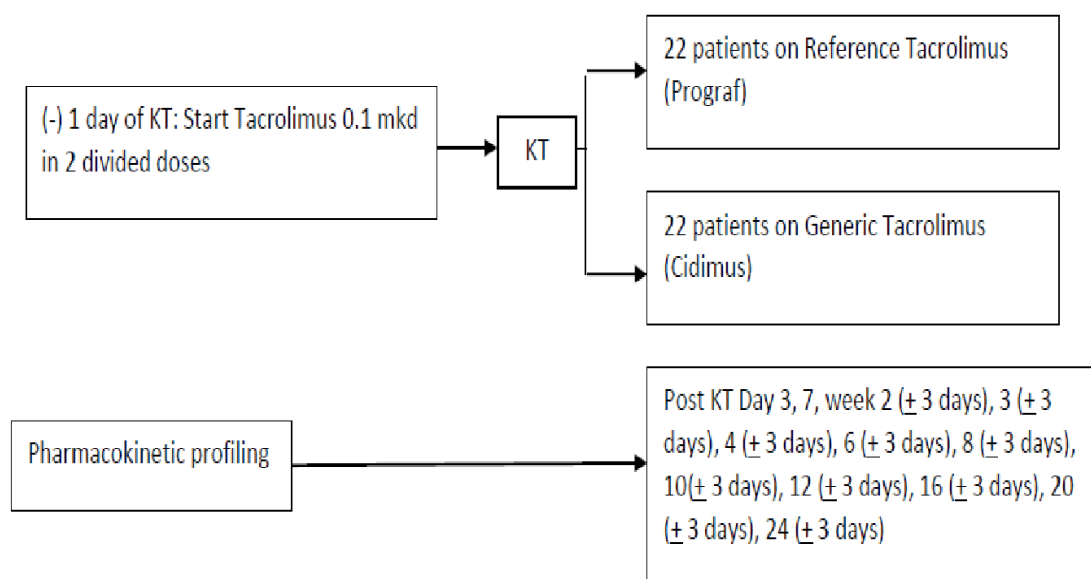 (-) 1 day of KT: Start Tacrolimus 0.1 mkd
in 2 divided doses
KT
22 patients on Reference Tacrolimus
(Prograf)
22 patients on Generic Tacrolimus
(Cidimus)
Pharmacokinetic profiling
Post KT Day 3, 7, week 2 (± 3 days), 3 (± 3
days), 4 (± 3 days), 6 (± 3 days), 8 (± 3 days),
10(± 3 days), 12 (± 3 days), 16 (± 3 days), 20
(± 3 days), 24 (± 3 days)